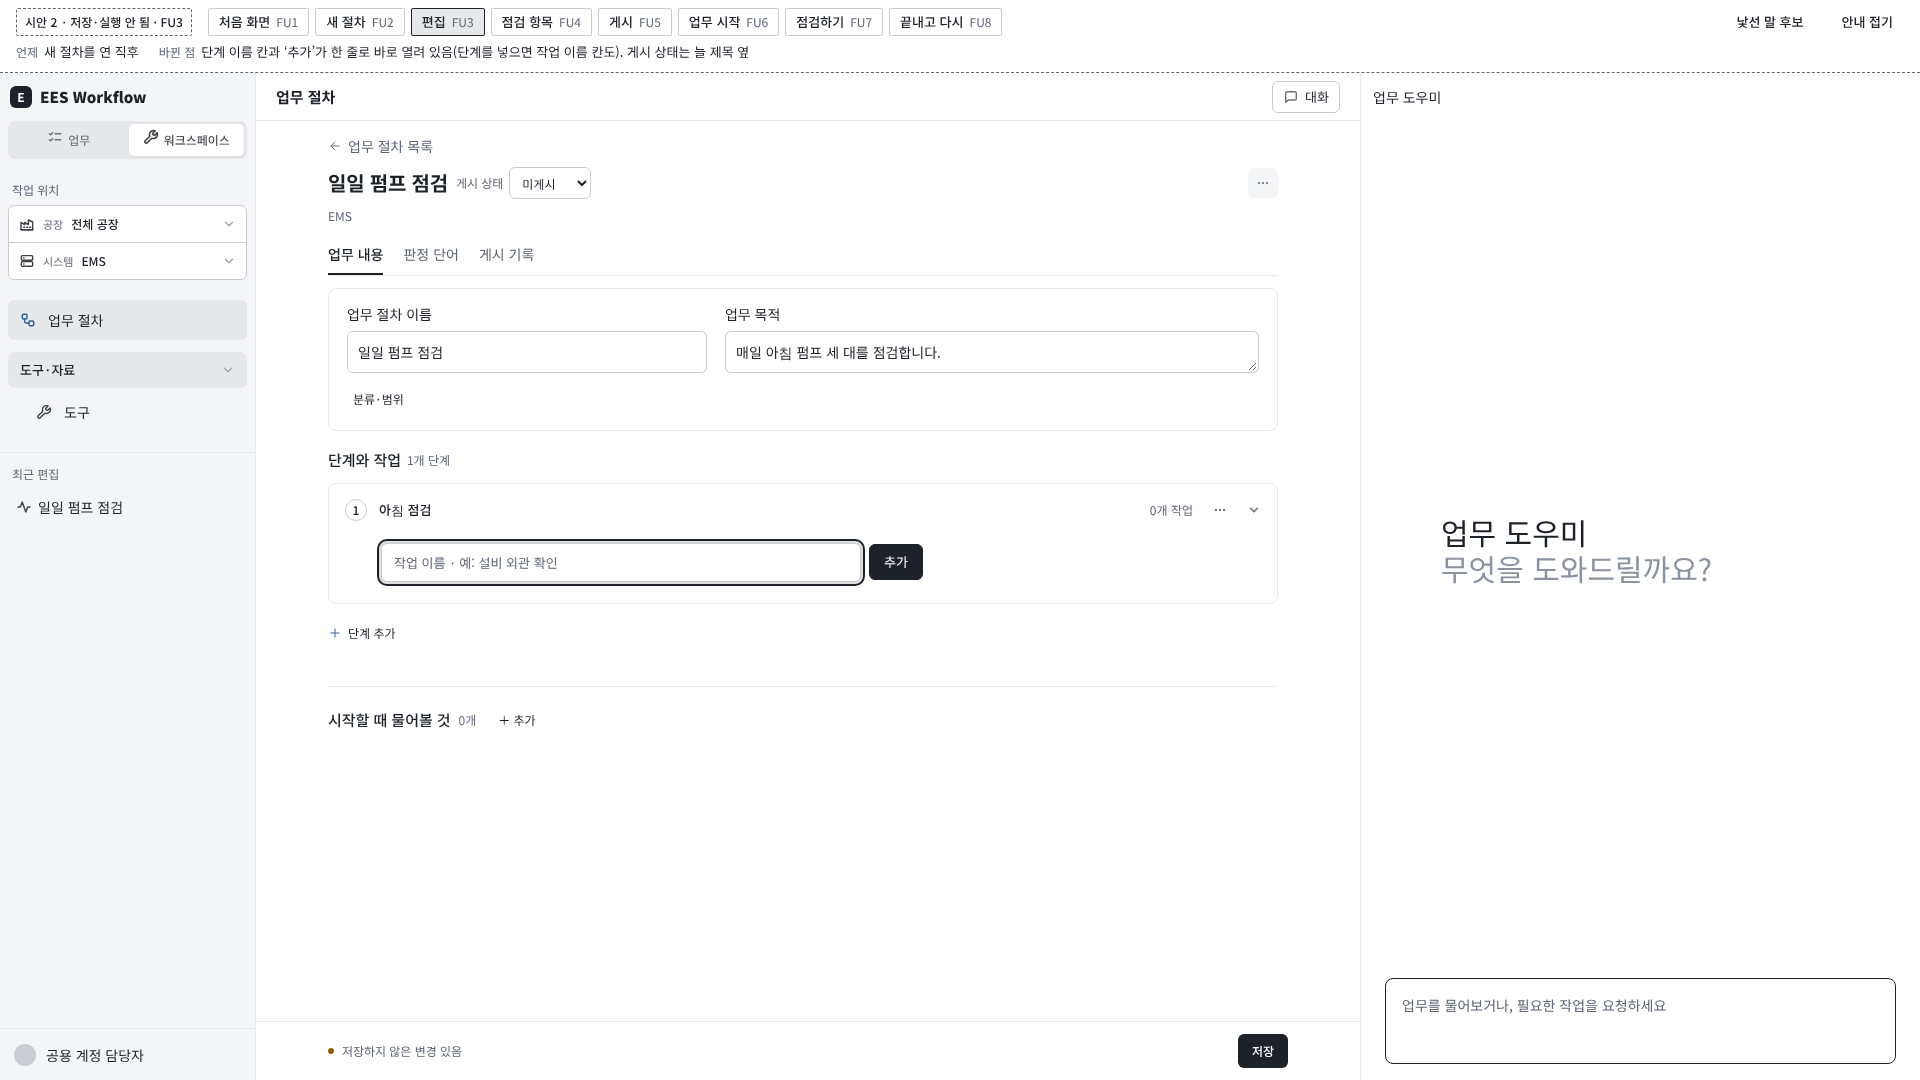 시안 2 · 저장·실행 안 됨 · FU3
처음 화면 FU1
새 절차 FU2
편집 FU3
점검 항목 FU4
게시 FU5
업무 시작 FU6
점검하기 FU7
끝내고 다시 FU8
낯선 말 후보
안내 접기
언제 새 절차를 연 직후 바뀐 점 단계 이름 칸과 ‘추가’가 한 줄로 바로 열려 있음(단계를 넣으면 작업 이름 칸도). 게시 상태는 늘 제목 옆
E EES Workflow
업무
워크스페이스
작업 위치
공장 전체 공장
시스템 EMS
업무 절차
도구·자료
도구
최근 편집
일일 펌프 점검
공용 계정 담당자
업무 절차
대화
업무 절차 목록
일일 펌프 점검 게시 상태 미게시
EMS
업무 내용
판정 단어
게시 기록
업무 절차 이름
일일 펌프 점검
업무 목적
매일 아침 펌프 세 대를 점검합니다.
분류·범위
단계와 작업 1개 단계
1 아침 점검
0개 작업
작업 이름 · 예: 설비 외관 확인
추가
+ 단계 추가
시작할 때 물어볼 것 0개 + 추가
저장하지 않은 변경 있음
저장
업무 도우미
업무 도우미
무엇을 도와드릴까요?
업무를 물어보거나, 필요한 작업을 요청하세요